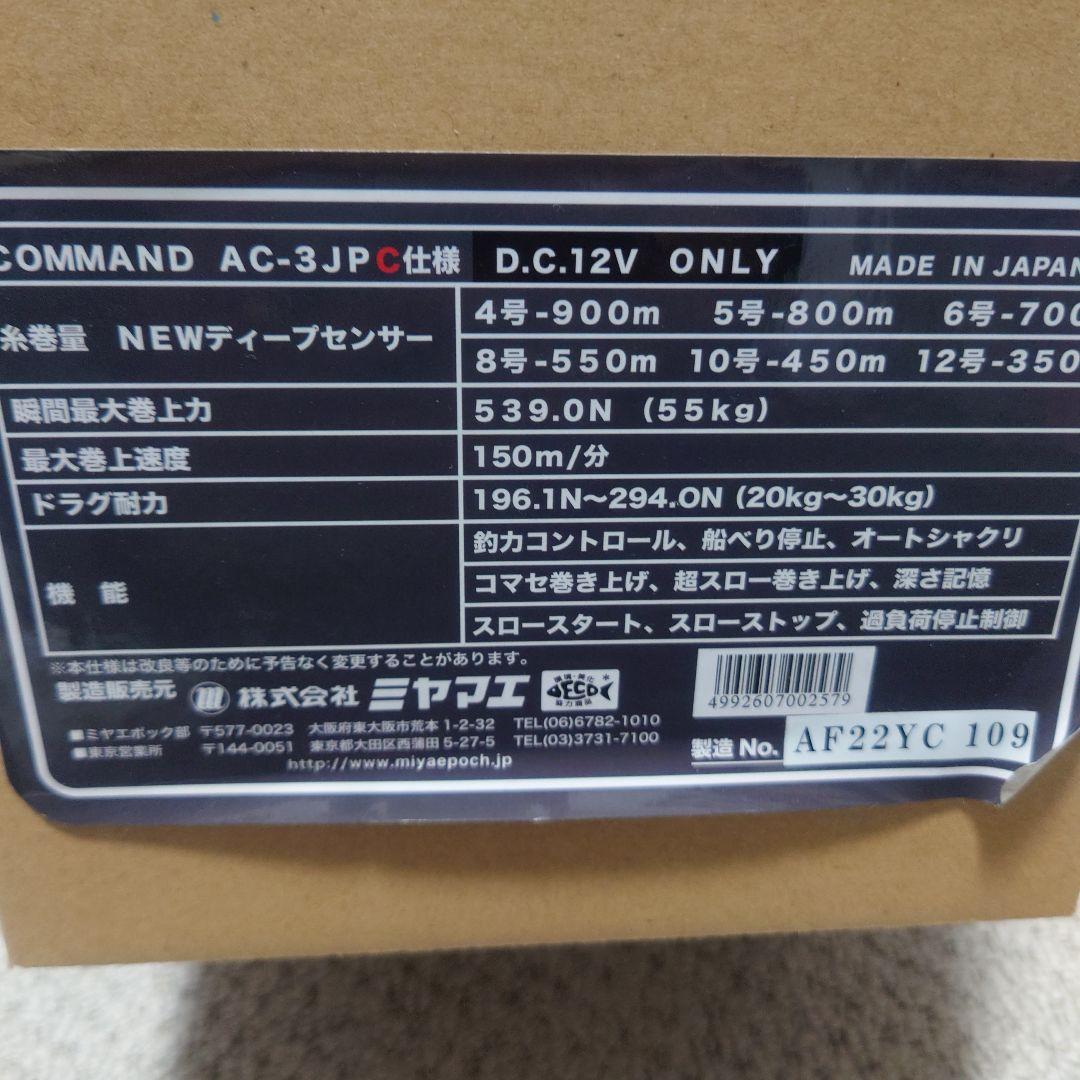 COMMAND AC-3JPC仕様 D.C.12V ONLY MADE IN JAPAN
糸巻量 NEWディープセンサー
4号-900m 5号-800m 6号-700
8号-550m 10号-450m 12号-350
瞬間最大巻上力 539.0N (55kg)
最大巻上速度 150m/分
ドラグ耐力 196.1N〜294.0N (20kg〜30kg)
機能
釣力コントロール、船べり停止、オートシャクリ
コマセ巻き上げ、超スロー巻き上げ、深さ記憶
スロースタート、スローストップ、過負荷停止制御
※本仕様は改良等のために予告なく変更することがあります。
製造販売元 m 株式会社 ミヤマエ
環境・美化
ECO
協力商品
■ミヤエポック部 〒577-0023 大阪府東大阪市荒本1-2-32 TEL(06)6782-1010
■東京営業所 〒144-0051 東京都大田区西蒲田5-27-5 TEL(03)3731-7100
http://www.miyaepoch.jp
4992607002579
製造 No. AF22YC 109